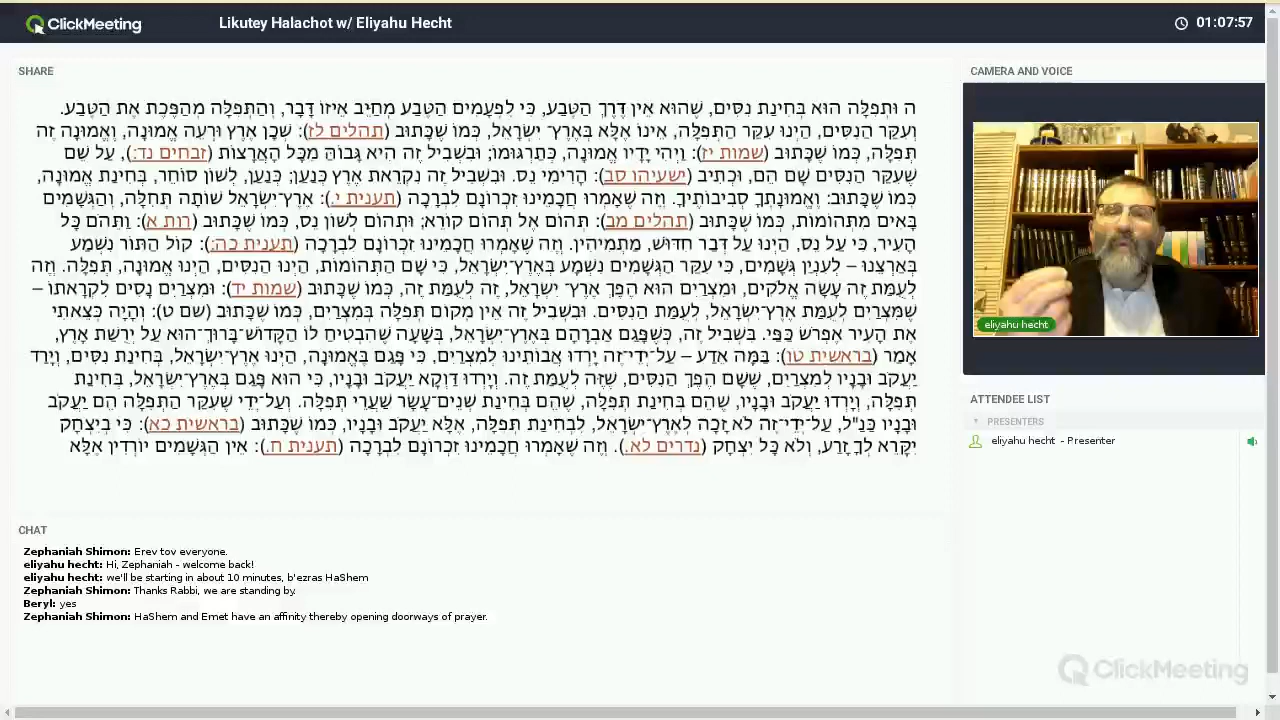 ClickMeeting
Likutey Halachot w/ Eliyahu Hecht
01:07:57
SHARE
ה וּתְפִלָּה הוּא בְּחִינַת נִסִּים, שֶׁהוּא אֵין דֶּרֶךְ הַטֶּבַע, כִּי לִפְעָמִים הַטֶּבַע מְחַיֵּב אֵיזוֹ דָּבָר, וְהַתְּפִלָּה מְהַפֶּכֶת אֶת הַטֶּבַע.
וְעִקַּר הַנִּסִּים, הַיְנוּ עִקַּר הַתְּפִלָּה, אֵינוֹ אֶלָּא בְּאֶרֶץ־יִשְׂרָאֵל, כְּמוֹ שֶׁכָּתוּב (תהלים לז): שְׁכָן אֶרֶץ וּרְעֵה אֱמוּנָה, וֶאֱמוּנָה זֶה
תְּפִלָּה, כְּמוֹ שֶׁכָּתוּב (שמות יז): וַיְהִי יָדָיו אֱמוּנָה, כְּתַרְגּוּמוֹ; וּבִשְׁבִיל זֶה הִיא גְּבוֹהַּ מִכָּל הָאֲרָצוֹת (זבחים נד:), עַל שֵׁם
שֶׁעִקַּר הַנִּסִּים שָׁם הֵם, וּכְתִיב (ישעיהו סב): הָרִימִי נֵס. וּבִשְׁבִיל זֶה נִקְרֵאת אֶרֶץ כְּנַעַן: כְּנַעַן, לְשׁוֹן סוֹחֵר, בְּחִינַת אֱמוּנָה,
כְּמוֹ שֶׁכָּתוּב: וֶאֱמוּנָתְךָ סְבִיבוֹתֶיךָ. וְזֶה שֶׁאָמְרוּ חֲכָמֵינוּ זִכְרוֹנָם לִבְרָכָה (תענית י.): אֶרֶץ־יִשְׂרָאֵל שׁוֹתָה תְּחִלָּה, וְהַגְּשָׁמִים
בָּאִים מִתְּהוֹמוֹת, כְּמוֹ שֶׁכָּתוּב (תהלים מב): תְּהוֹם אֶל תְּהוֹם קוֹרֵא; וּתְהוֹם לְשׁוֹן נֵס, כְּמוֹ שֶׁכָּתוּב (רות א): וַתֵּהֹם כָּל
הָעִיר, כִּי עַל נֵס, הַיְנוּ עַל דְּבַר חִדּוּשׁ, מַתְמִיהִין. וְזֶה שֶׁאָמְרוּ חֲכָמֵינוּ זִכְרוֹנָם לִבְרָכָה (תענית כה:): קוֹל הַתּוֹר נִשְׁמַע
בְּאַרְצֵנוּ – לְעִנְיַן גְּשָׁמִים, כִּי עִקַּר הַגְּשָׁמִים נִשְׁמָע בְּאֶרֶץ־יִשְׂרָאֵל, כִּי שָׁם הַתְּהוֹמוֹת, הַיְנוּ הַנִּסִּים, הַיְנוּ אֱמוּנָה, תְּפִלָּה. וְזֶה
לְעֻמַּת זֶה עָשָׂה אֱלֹקִים, וּמִצְרַיִם הוּא הֵפֶךְ אֶרֶץ יִשְׂרָאֵל, זֶה לְעֻמַּת זֶה, כְּמוֹ שֶׁכָּתוּב (שמות יד): וּמִצְרַיִם נָסִים לִקְרָאתוֹ –
שֶׁמִּצְרַיִם לְעֻמַּת אֶרֶץ יִשְׂרָאֵל, לְעֻמַּת הַנִּסִּים. וּבִשְׁבִיל זֶה אֵין מְקוֹם תְּפִלָּה בְּמִצְרַיִם, כְּמוֹ שֶׁכָּתוּב (שם ט): וְהָיָה כְּצֵאתִי
אֶת הָעִיר אֶפְרֹשׂ כַּפַּי. בִּשְׁבִיל זֶה, כְּשֶׁפָּגַם אַבְרָהָם בְּאֶרֶץ־יִשְׂרָאֵל, בְּשָׁעָה שֶׁהִבְטִיחַ לוֹ הַקָּדוֹשׁ־בָּרוּךְ־הוּא עַל יְרֻשַּׁת אֶרֶץ,
אָמַר (בראשית טו): בַּמָּה אֵדַע – עַל־יְדֵי־זֶה יָרְדוּ אֲבוֹתֵינוּ לְמִצְרַיִם, כִּי פָּגַם בֶּאֱמוּנָה, הַיְנוּ אֶרֶץ־יִשְׂרָאֵל, בְּחִינַת נִסִּים, וְיָרַד
יַעֲקֹב וּבָנָיו לְמִצְרַיִם, שֶׁשָּׁם הֵפֶךְ הַנִּסִּים, שֶׁזֶּה לְעֻמַּת זֶה. וְיָרְדוּ דַּוְקָא יַעֲקֹב וּבָנָיו, כִּי הוּא פָּגַם בְּאֶרֶץ־יִשְׂרָאֵל, בְּחִינַת
תְּפִלָּה, וְיָרְדוּ יַעֲקֹב וּבָנָיו, שֶׁהֵם בְּחִינַת תְּפִלָּה, שֶׁהֵם בְּחִינַת שְׁנֵים־עָשָׂר שַׁעֲרֵי תְּפִלָּה. וְעַל־יְדֵי שֶׁעִקַּר הַתְּפִלָּה הֵם יַעֲקֹב
וּבָנָיו כַּנַּ"ל, עַל־יְדֵי־זֶה לֹא זָכָה לְאֶרֶץ־יִשְׂרָאֵל, לִבְחִינַת תְּפִלָּה, אֶלָּא יַעֲקֹב וּבָנָיו, כְּמוֹ שֶׁכָּתוּב (בראשית כא): כִּי בְיִצְחָק
יִקָּרֵא לְךָ זָרַע, וְלֹא כָּל יִצְחָק (נדרים לא.). וְזֶה שֶׁאָמְרוּ חֲכָמֵינוּ זִכְרוֹנָם לִבְרָכָה (תענית ח.): אֵין הַגְּשָׁמִים יוֹרְדִין אֶלָּא
CAMERA AND VOICE
eliyahu hecht
ATTENDEE LIST
PRESENTERS
eliyahu hecht - Presenter
CHAT
Zephaniah Shimon: Erev tov everyone.
eliyahu hecht: Hi, Zephaniah - welcome back!
eliyahu hecht: we'll be starting in about 10 minutes, b'ezras HaShem
Zephaniah Shimon: Thanks Rabbi, we are standing by.
Beryl: yes
Zephaniah Shimon: HaShem and Emet have an affinity thereby opening doorways of prayer.
ClickMeeting